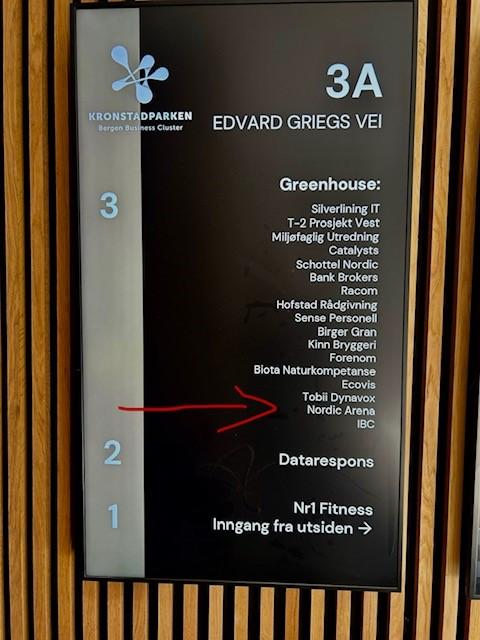 KRONSTADPARKEN
Bergen Business Cluster
3A
EDVARD GRIEGS VEI
3
Greenhouse:
Silverlining IT
T-2 Prosjekt Vest
Miljøfaglig Utredning
Catalysts
Schottel Nordic
Bank Brokers
Racom
Hofstad Rådgivning
Sense Personell
Birger Gran
Kinn Bryggeri
Forenom
Biota Naturkompetanse
Ecovis
Tobii Dynavox
Nordic Arena
IBC
2
Datarespons
1
Nr1 Fitness
Inngang fra utsiden →